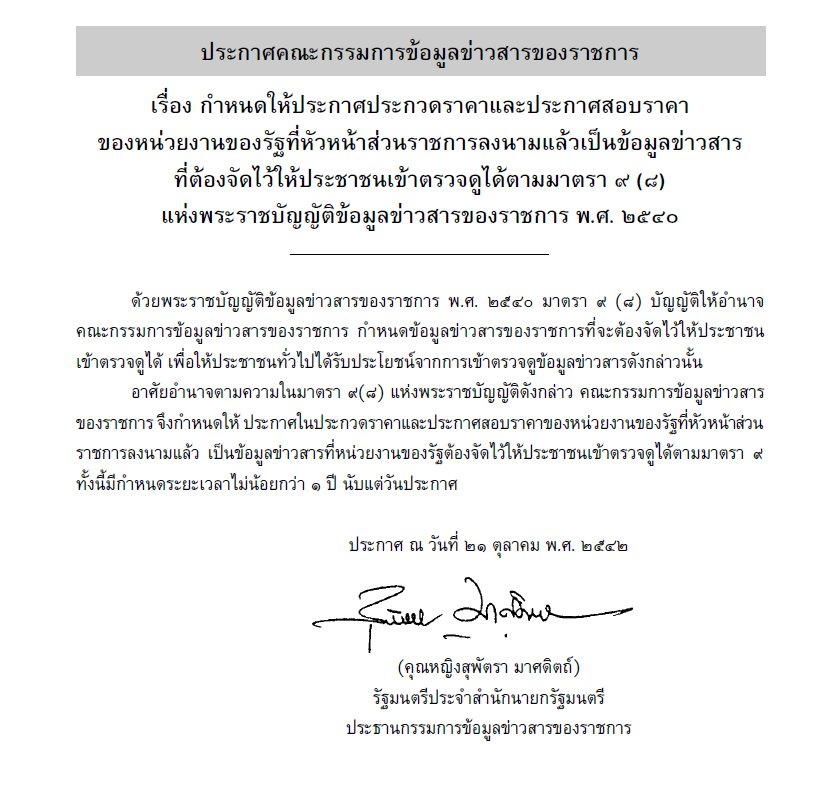 ประกาศคณะกรรมการข้อมูลข่าวสารของราชการ
เรื่อง กำหนดให้ประกาศประกวดราคาและประกาศสอบราคา
ของหน่วยงานของรัฐที่หัวหน้าส่วนราชการลงนามแล้วเป็นข้อมูลข่าวสาร
ที่ต้องจัดไว้ให้ประชาชนเข้าตรวจดูได้ตามมาตรา ๙ (๘)
แห่งพระราชบัญญัติข้อมูลข่าวสารของราชการ พ.ศ. ๒๕๔๐
ด้วยพระราชบัญญัติข้อมูลข่าวสารของราชการ พ.ศ. ๒๕๔๐ มาตรา ๙ (๘) บัญญัติให้อำนาจ
คณะกรรมการข้อมูลข่าวสารของราชการ กำหนดข้อมูลข่าวสารของราชการที่จะต้องจัดไว้ให้ประชาชน
เข้าตรวจดูได้ เพื่อให้ประชาชนทั่วไปได้รับประโยชน์จากการเข้าตรวจดูข้อมูลข่าวสารดังกล่าวนั้น
อาศัยอำนาจตามความในมาตรา ๙(๘) แห่งพระราชบัญญัติดังกล่าว คณะกรรมการข้อมูลข่าวสาร
ของราชการ จึงกำหนดให้ ประกาศในประกวดราคาและประกาศสอบราคาของหน่วยงานของรัฐที่หัวหน้าส่วน
ราชการลงนามแล้ว เป็นข้อมูลข่าวสารที่หน่วยงานของรัฐต้องจัดไว้ให้ประชาชนเข้าตรวจดูได้ตามมาตรา ๙
ทั้งนี้มีกำหนดระยะเวลาไม่น้อยกว่า ๑ ปี นับแต่วันประกาศ
ประกาศ ณ วันที่ ๒๑ ตุลาคม พ.ศ. ๒๕๔๒
(คุณหญิงสุพัตรา มาศดิตถ์)
รัฐมนตรีประจำสำนักนายกรัฐมนตรี
ประธานกรรมการข้อมูลข่าวสารของราชการ